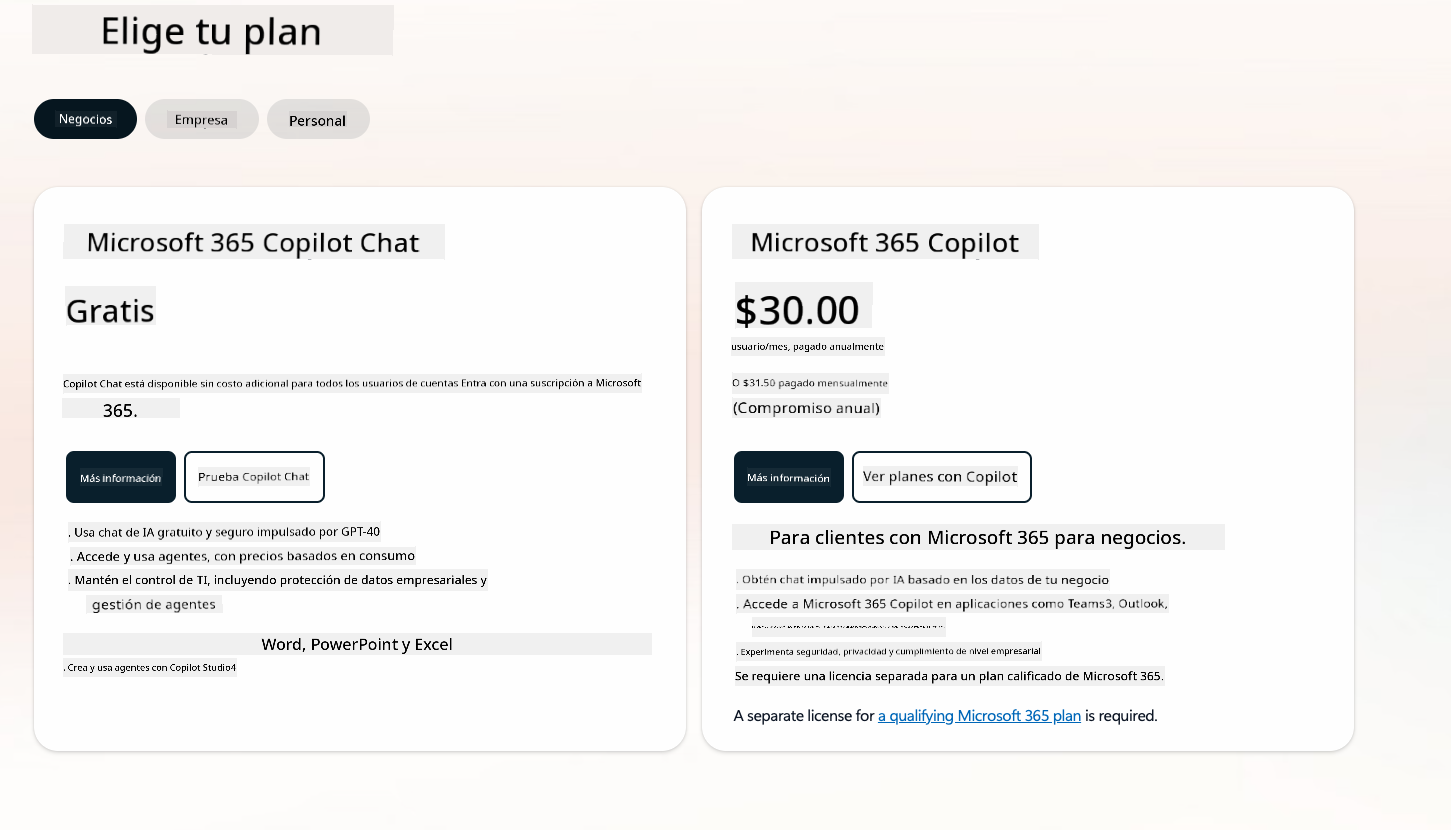 Elige tu plan
Negocios
Empresa
Personal
Microsoft 365 Copilot Chat
Gratis
Copilot Chat está disponible sin costo adicional para todos los usuarios de cuentas Entra con una suscripción a Microsoft
365.
Más información
Prueba Copilot Chat
. Usa chat de IA gratuito y seguro impulsado por GPT-40
. Accede y usa agentes, con precios basados en consumo
. Mantén el control de TI, incluyendo protección de datos empresariales y
gestión de agentes
Word, PowerPoint y Excel
. Crea y usa agentes con Copilot Studio4
Microsoft 365 Copilot
$30.00
usuario/mes, pagado anualmente
O $31.50 pagado mensualmente
(Compromiso anual)
Más información
Ver planes con Copilot
Para clientes con Microsoft 365 para negocios.
. Obtén chat impulsado por IA basado en los datos de tu negocio
. Accede a Microsoft 365 Copilot en aplicaciones como Teams3, Outlook,
. Experimenta seguridad, privacidad y cumplimiento de nivel empresarial
Se requiere una licencia separada para un plan calificado de Microsoft 365.
A separate license for a qualifying Microsoft 365 plan is required.